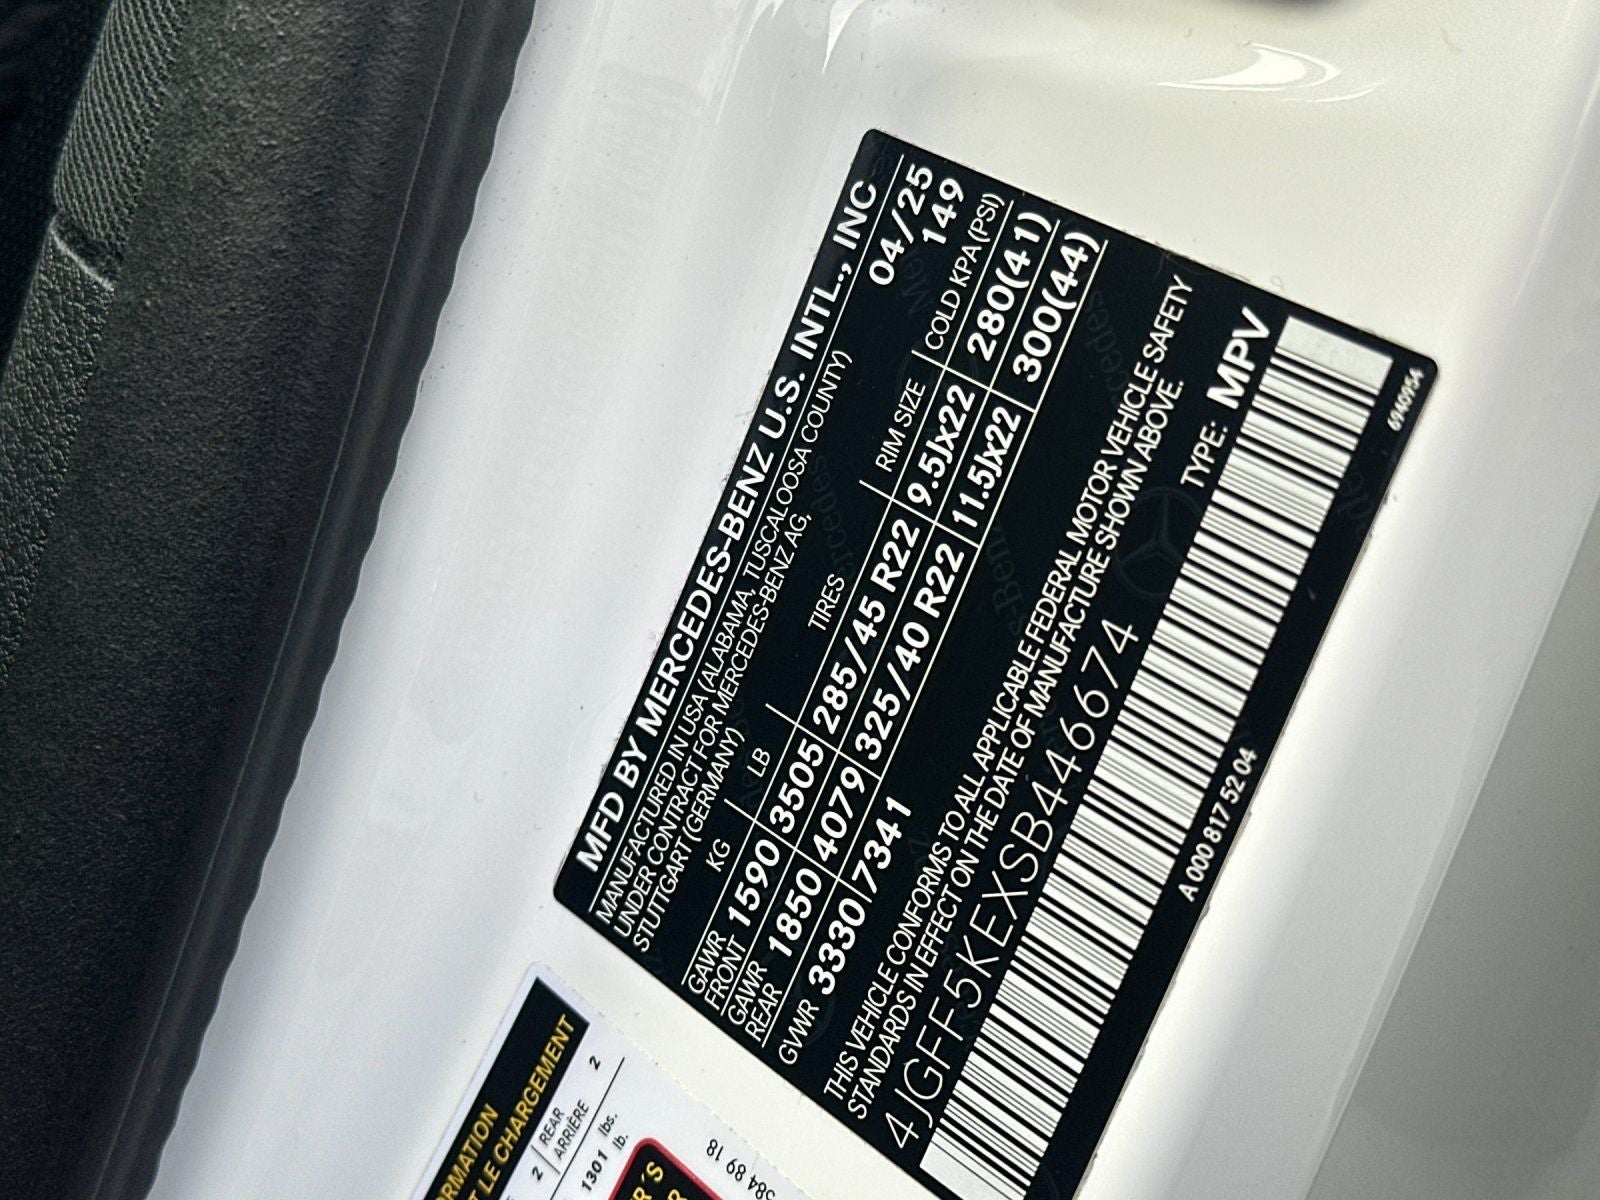 MFD BY MERCEDES-BENZ U.S. INTL., INC
MANUFACTURED IN USA (ALABAMA, TUSCALOOSA COUNTY)
UNDER CONTRACT FOR MERCEDES-BENZ AG,
STUTTGART (GERMANY)
04/25
149
KG LB TIRES RIM SIZE COLD KPA(PSI)
GAWR FRONT 1590 3505 285/45 R22 9.5Jx22 280(41)
GAWR REAR 1850 4079 325/40 R22 11.5Jx22 300(44)
GVWR 3330 7341
THIS VEHICLE CONFORMS TO ALL APPLICABLE FEDERAL MOTOR VEHICLE SAFETY
STANDARDS IN EFFECT ON THE DATE OF MANUFACTURE SHOWN ABOVE.
4JGFF5KEXSB446674 TYPE: MPV
A 000 817 52 04
6940954
LE CHARGEMENT
2 REAR 2
ARRIÈRE
1301 lbs.
lb.
584 89 18